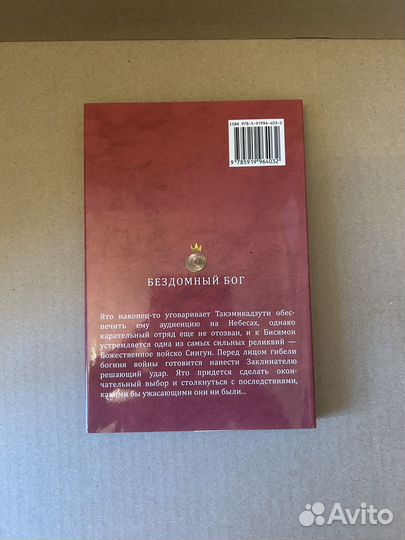 ISBN 978-5-91996-403-2
9 785919 964032
БЕЗДОМНЫЙ БОГ
Ято наконец-то уговаривает Такэмикадзути обес-
печить ему аудиенцию на Небесах, однако
карательный отряд еще не отозван, и к Бисямон
устремляется одна из самых сильных реликвий —
Божественное войско Сиигун. Перед лицом гибели
богиня войны готовится нанести Заклинателю
решающий удар. Ято придется сделать окон-
чательный выбор и столкнуться с последствиями,
какими бы ужасающими они ни были...
Avito